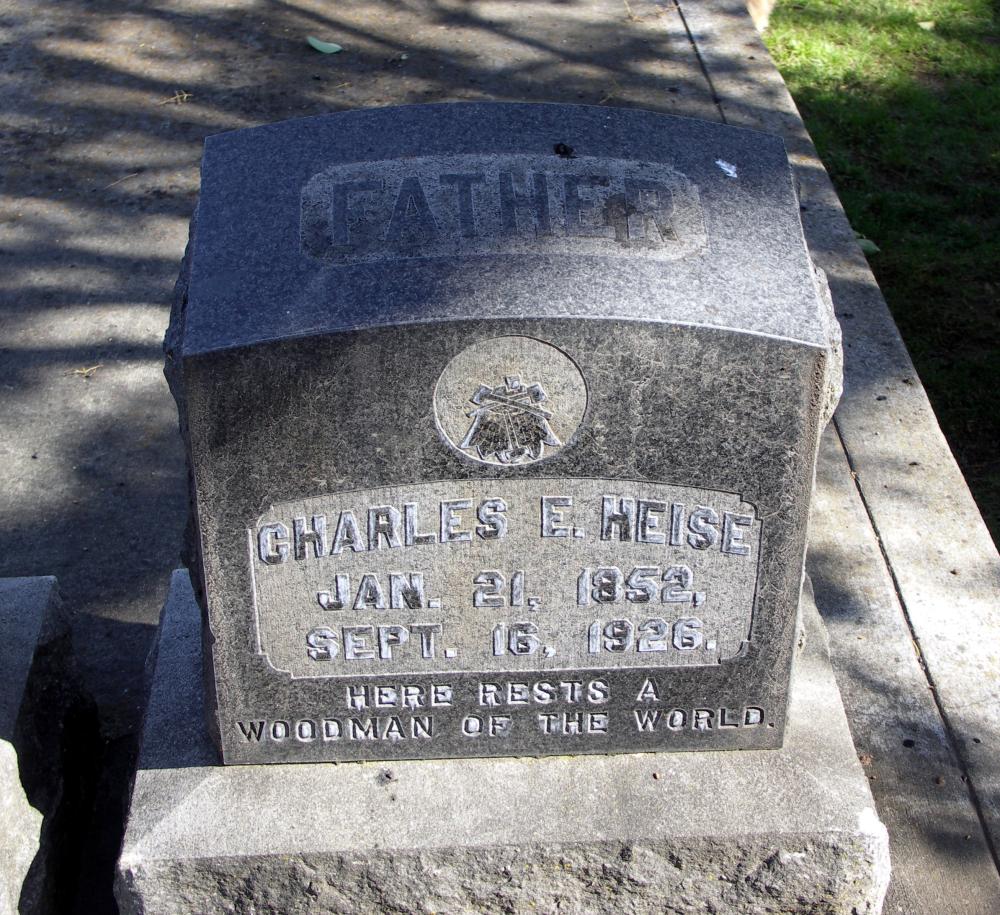 FATHER
CHARLES E. HEISE
JAN. 21, 1852,
SEPT. 16, 1926.
HERE RESTS A
WOODMAN OF THE WORLD.